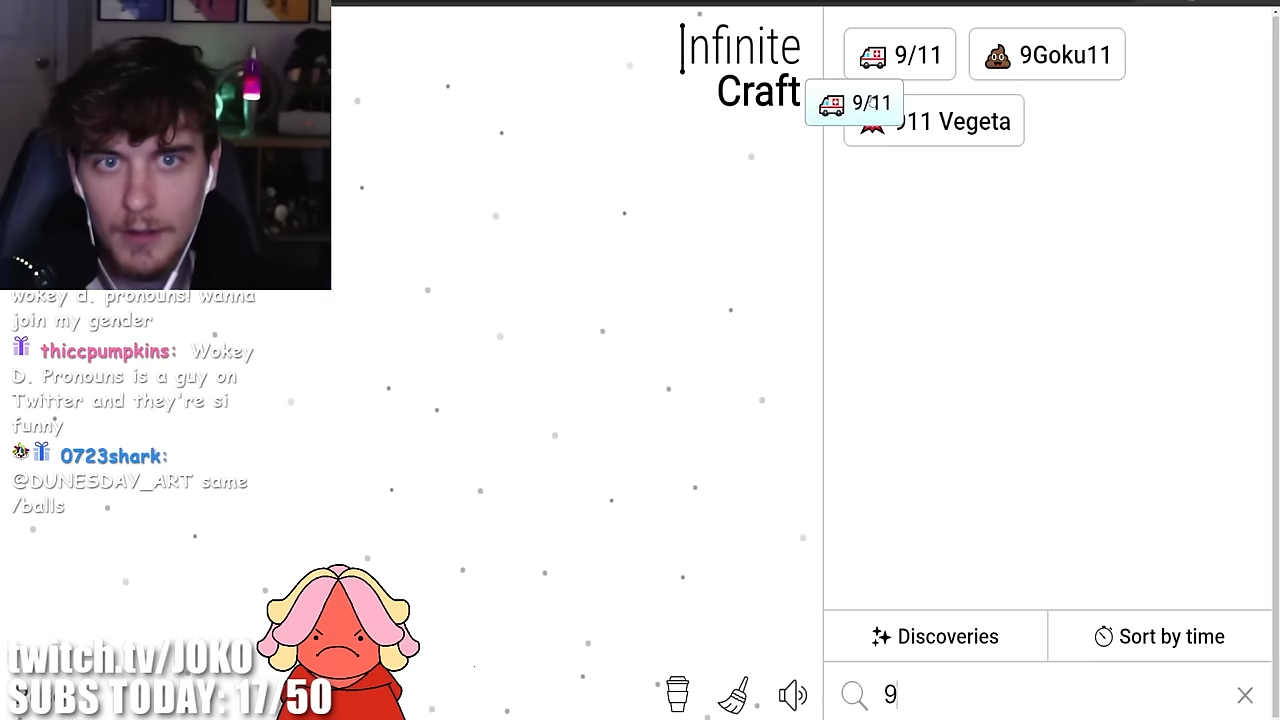 Infinite
Craft
9/11
9Goku11
9/11
911 Vegeta
wokey d. pronouns! wanna
join my gender
thiccpumpkins: Wokey
D. Pronouns is a guy on
Twitter and they're si
funny
0723shark:
@DUNESDAV_ART same
/balls
twitch.tv/JOKO
SUBS TODAY: 17/50
Discoveries
Sort by time
9